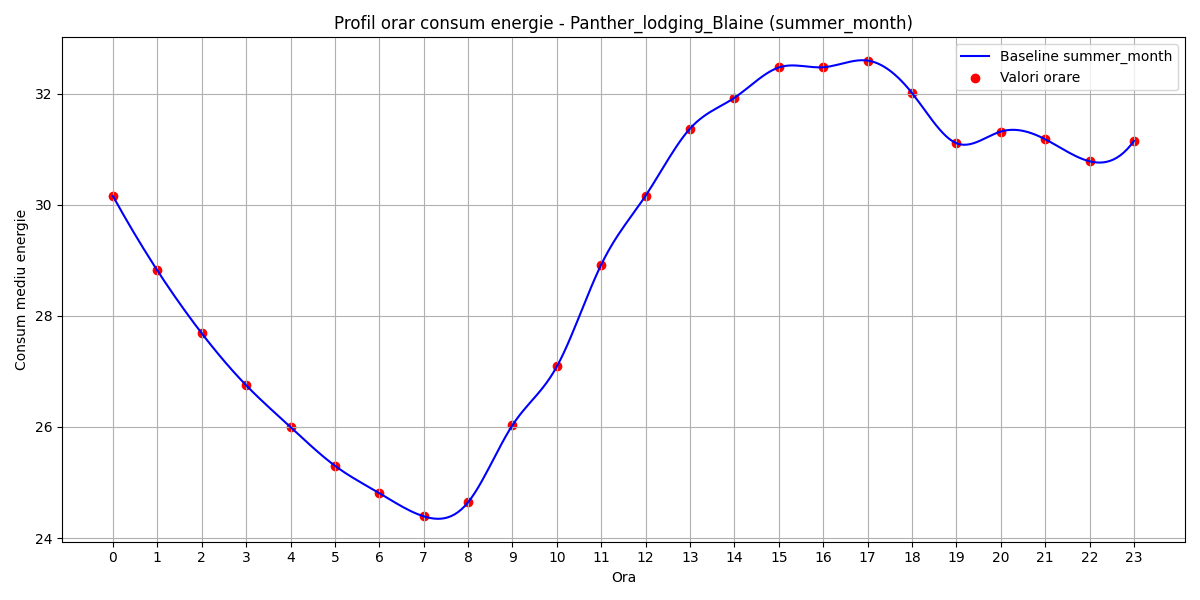 Profil orar consum energie - Panther_lodging_Blaine (summer_month)
Baseline summer_month
Valori orare
Consum mediu energie
32
30
28
26
24
0 1 2 3 4 5 6 7 8 9 10 11 12 13 14 15 16 17 18 19 20 21 22 23
Ora